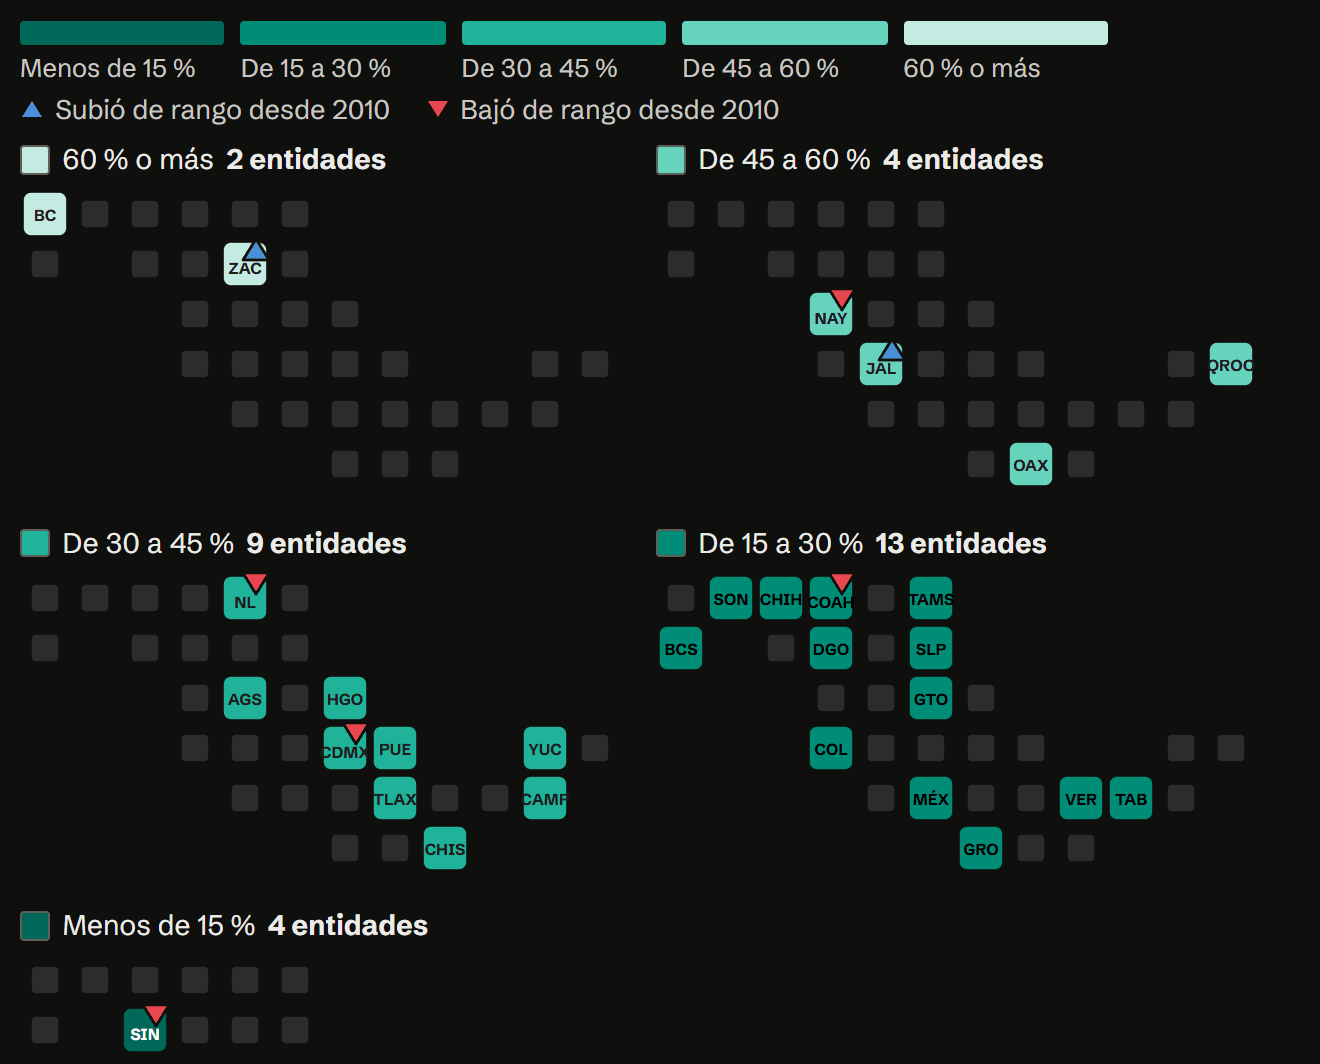 Menos de 15 % De 15 a 30 % De 30 a 45 % De 45 a 60 % 60 % o más
Subió de rango desde 2010 Bajó de rango desde 2010
60 % o más 2 entidades
BC
ZAC
De 45 a 60 % 4 entidades
NAY
JAL QROO
OAX
De 30 a 45 % 9 entidades
NL
AGS HGO
CDMX PUE YUC
TLAX CAMP
CHIS
De 15 a 30 % 13 entidades
SON CHIH COAH TAMS
BCS DGO SLP
GTO
COL
MÉX VER TAB
GRO
Menos de 15 % 4 entidades
SIN